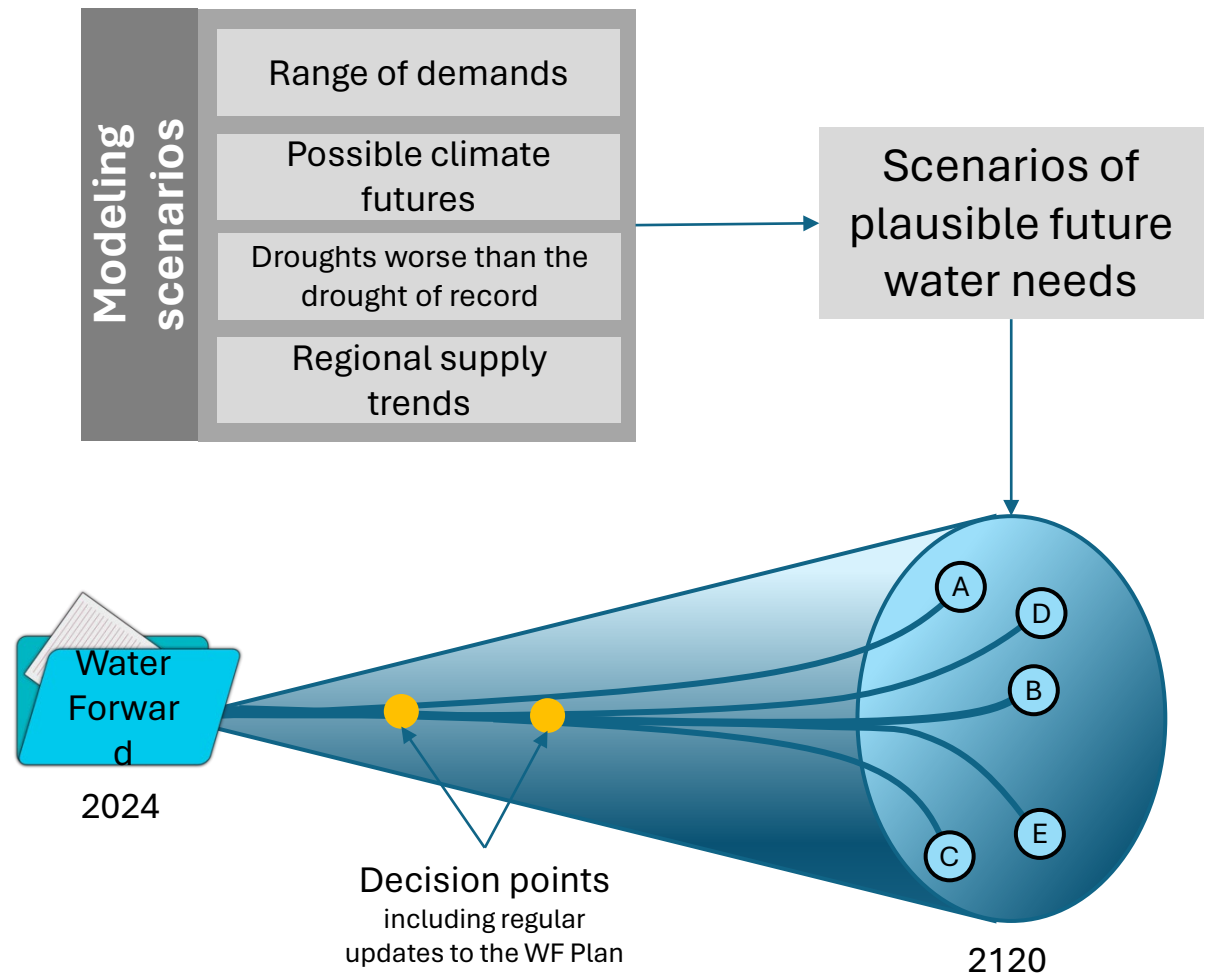 Modeling
scenarios
Range of demands
Possible climate
futures
Droughts worse than the
drought of record
Regional supply
trends
Scenarios of
plausible future
water needs
A
D
B
E
C
Water
Forwar
d
2024
Decision points
including regular
updates to the WF Plan
2120